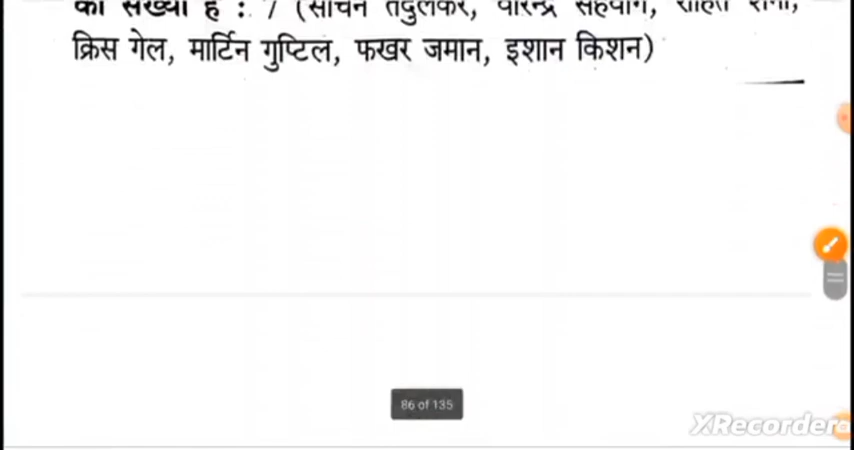 की संख्या है : 7 (सचिन तेंदुलकर, वीरेन्द्र सहवाग, रोहित शर्मा,
क्रिस गेल, मार्टिन गुप्टिल, फखर जमान, इशान किशन)
86 of 135
XRecorder